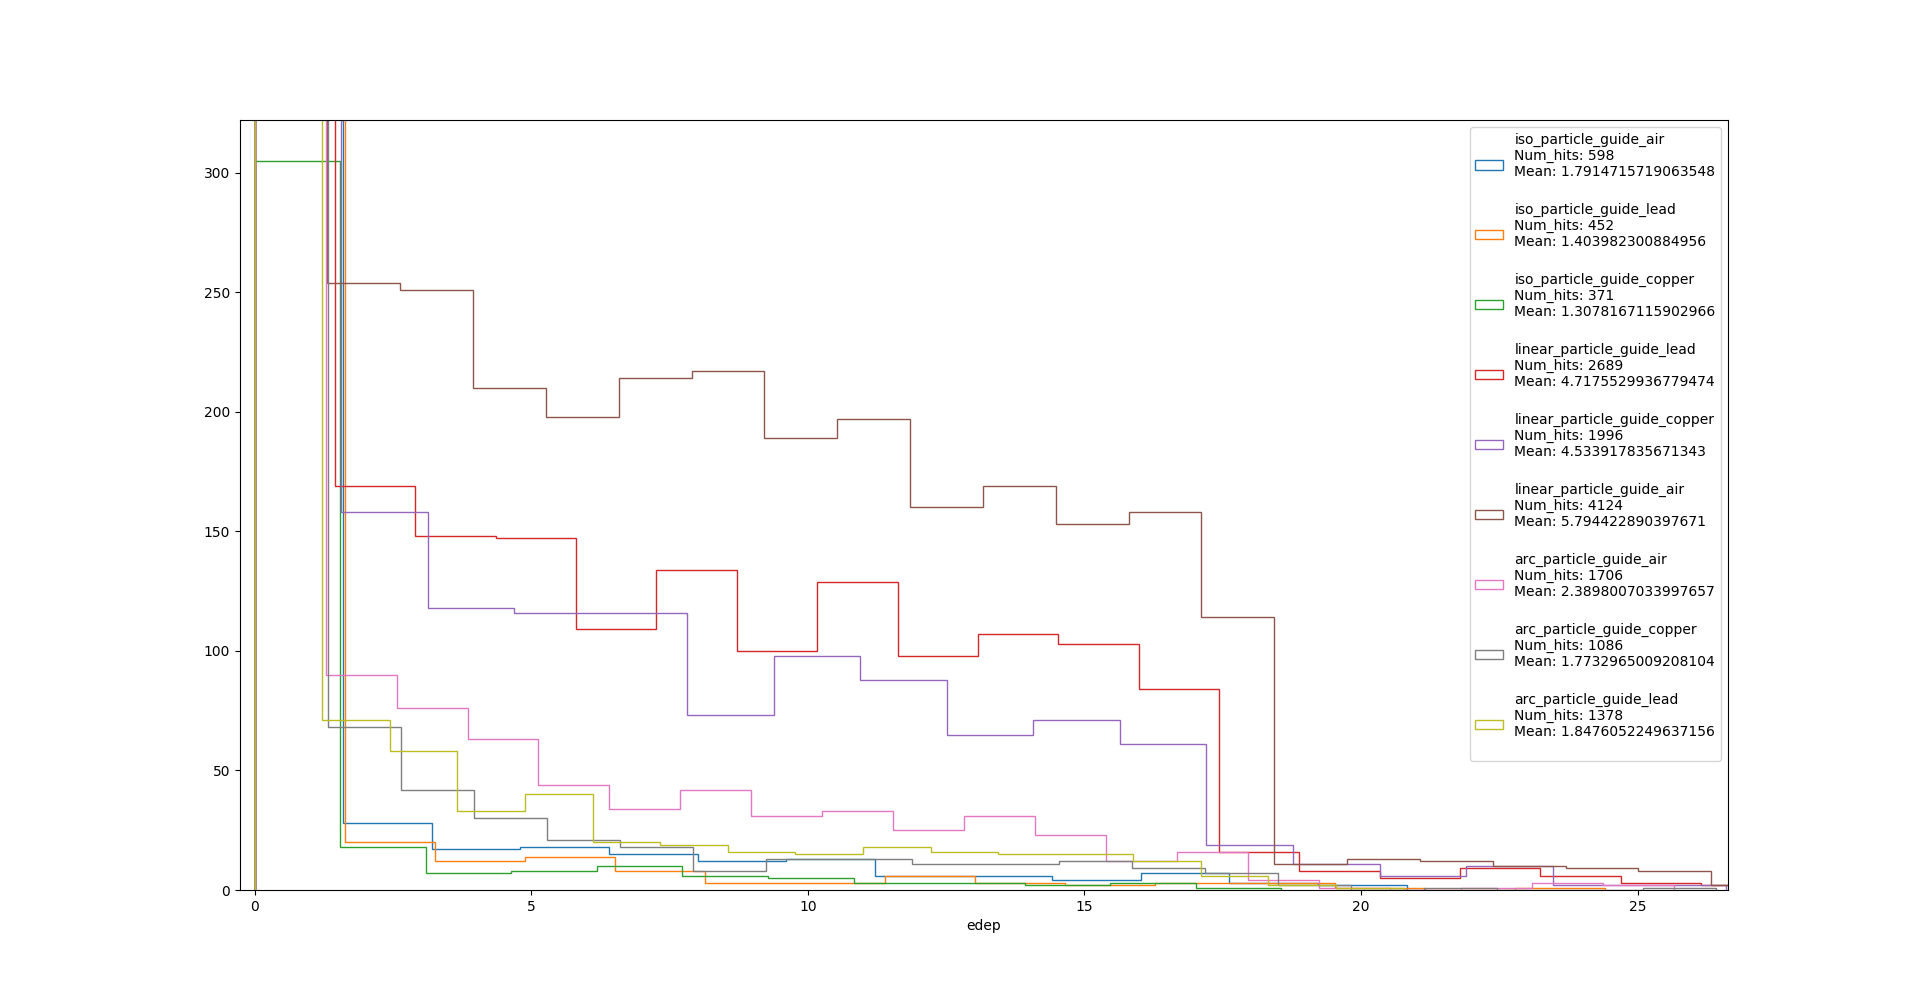 300
250
200
150
100
50
0
0 5 10 15 20 25
edep
iso_particle_guide_air
Num_hits: 598
Mean: 1.7914715719063548
iso_particle_guide_lead
Num_hits: 452
Mean: 1.403982300884956
iso_particle_guide_copper
Num_hits: 371
Mean: 1.3078167115902966
linear_particle_guide_lead
Num_hits: 2689
Mean: 4.7175529936779474
linear_particle_guide_copper
Num_hits: 1996
Mean: 4.533917835671343
linear_particle_guide_air
Num_hits: 4124
Mean: 5.794422890397671
arc_particle_guide_air
Num_hits: 1706
Mean: 2.3898007033997657
arc_particle_guide_copper
Num_hits: 1086
Mean: 1.7732965009208104
arc_particle_guide_lead
Num_hits: 1378
Mean: 1.8476052249637156